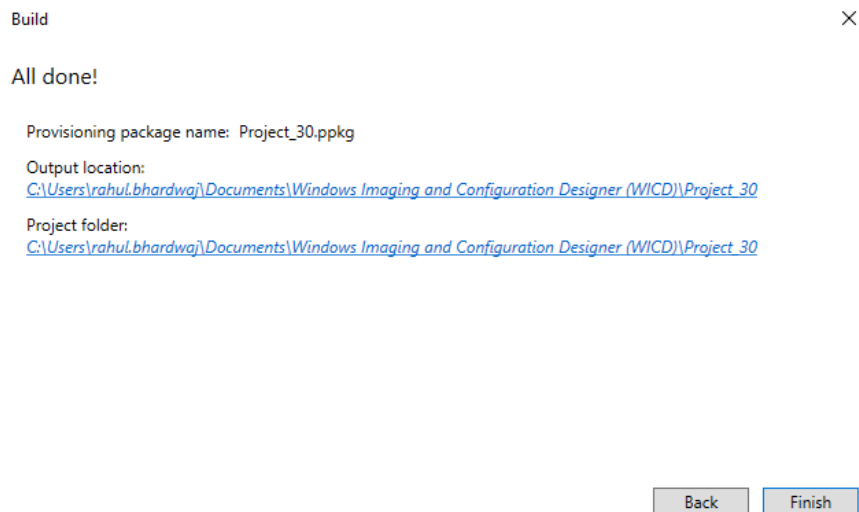 Build
All done!
Provisioning package name: Project_30.ppkg
Output location:
C:\Users\rahul.bhardwaj\Documents\Windows Imaging and Configuration Designer (WICD)\Project_30
Project folder:
C:\Users\rahul.bhardwaj\Documents\Windows Imaging and Configuration Designer (WICD)\Project_30
Back Finish